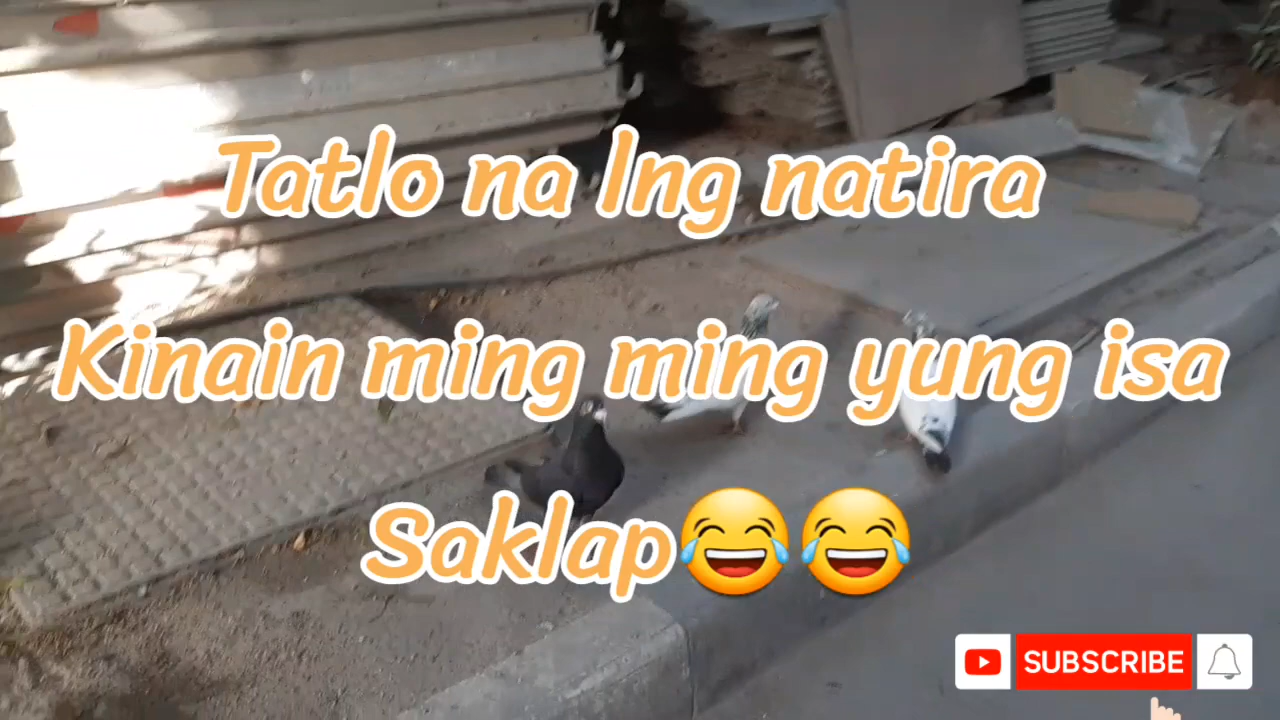 Tatlo na lng natira
Kinain ming ming yung isa
Saklap😂😂
SUBSCRIBE